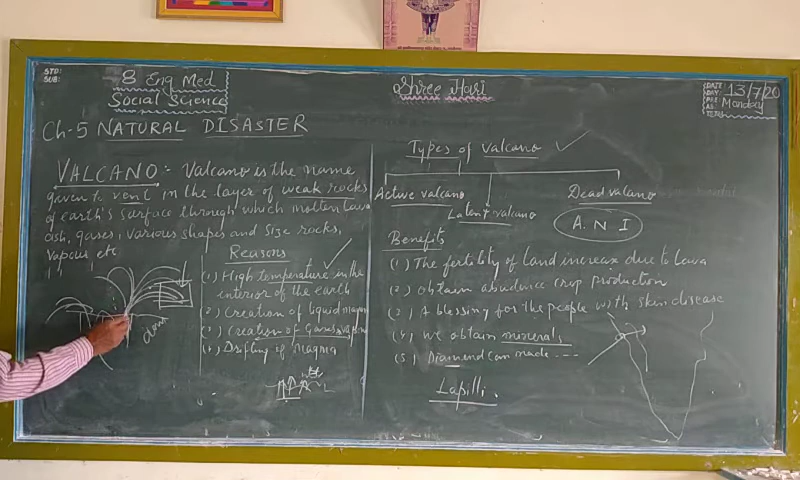 STD:
SUB:
8 Eng Med
Social Science
Shree Hari
DATE 13/7/20
DAY: Monday
Ch-5 NATURAL DISASTER
VALCANO :- Valcano is the name
given to vent in the layer of weak rocks
of earth's surface through which molten Lava
ash, gases, various shapes and size rocks,
vapour etc
Reasons
(1) High temperature in the
interior of the earth
(2) Creation of liquid magma
(3) Creation of Gases &
(4) Drifting of magma
Types of valcano
Active valcano
Latent valcano
Dead valcano
A. N. I
Benefits
(1) The fertility of land increax due to Lava
(2) obtain abundence crop production
(3) A blessing for the people with skin disease
(4) we obtain minerals
(5) Diamend can made ---
Lapilli.